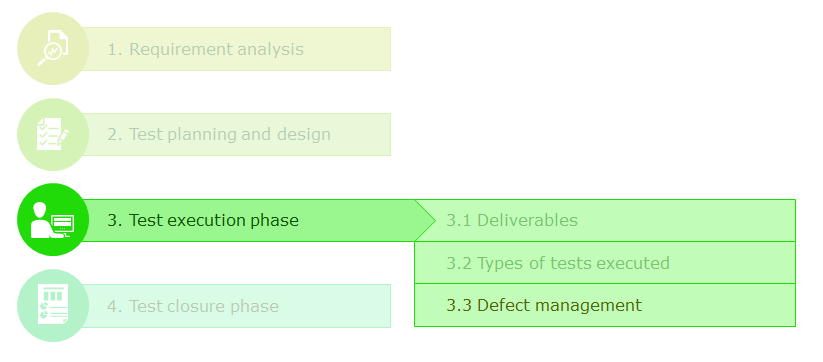 1. Requirement analysis
2. Test planning and design
3. Test execution phase
3.1 Deliverables
3.2 Types of tests executed
3.3 Defect management
4. Test closure phase